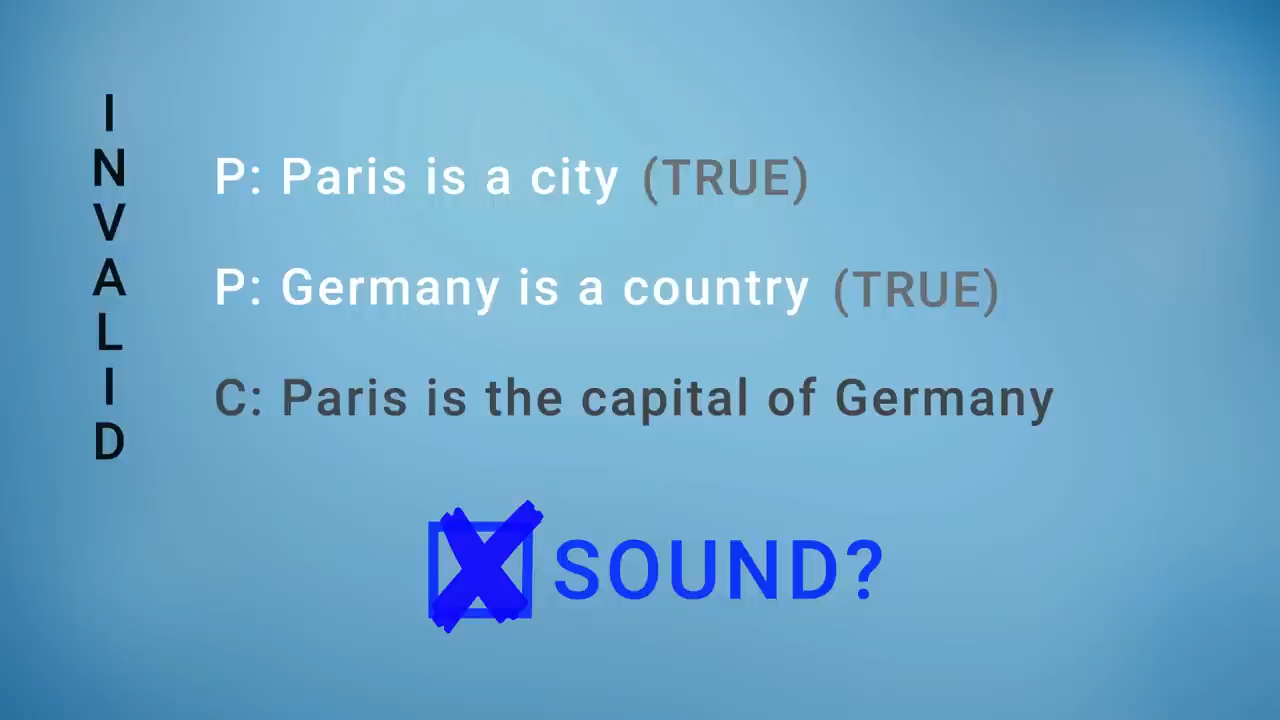 INVALID
P: Paris is a city (TRUE)
P: Germany is a country (TRUE)
C: Paris is the capital of Germany
SOUND?